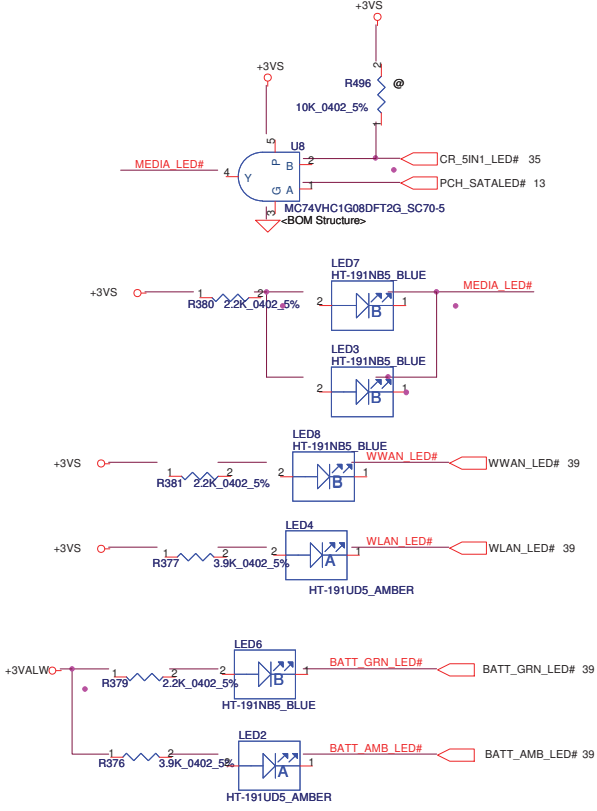 +3VS
2
R496 @
10K_0402_5%
1
+3VS
5
U8
MEDIA_LED#
4
Y
P
B
2
CR_5IN1_LED# 35
G
A
1
PCH_SATALED# 13
3
MC74VHC1G08DFT2G_SC70-5
<BOM Structure>
LED7
HT-191NB5_BLUE
+3VS
1
2
R380 2.2K_0402_5%
2
B
1
MEDIA_LED#
LED3
HT-191NB5_BLUE
2
B
1
LED8
HT-191NB5_BLUE
+3VS
1
2
R381 2.2K_0402_5%
2
B
1
WWAN_LED#
WWAN_LED# 39
LED4
+3VS
1
2
R377 3.9K_0402_5%
2
A
1
WLAN_LED#
WLAN_LED# 39
HT-191UD5_AMBER
LED6
+3VALW
1
2
R379 2.2K_0402_5%
2
B
1
BATT_GRN_LED#
BATT_GRN_LED# 39
HT-191NB5_BLUE
LED2
1
2
R376 3.9K_0402_5%
2
A
1
BATT_AMB_LED#
BATT_AMB_LED# 39
HT-191UD5_AMBER